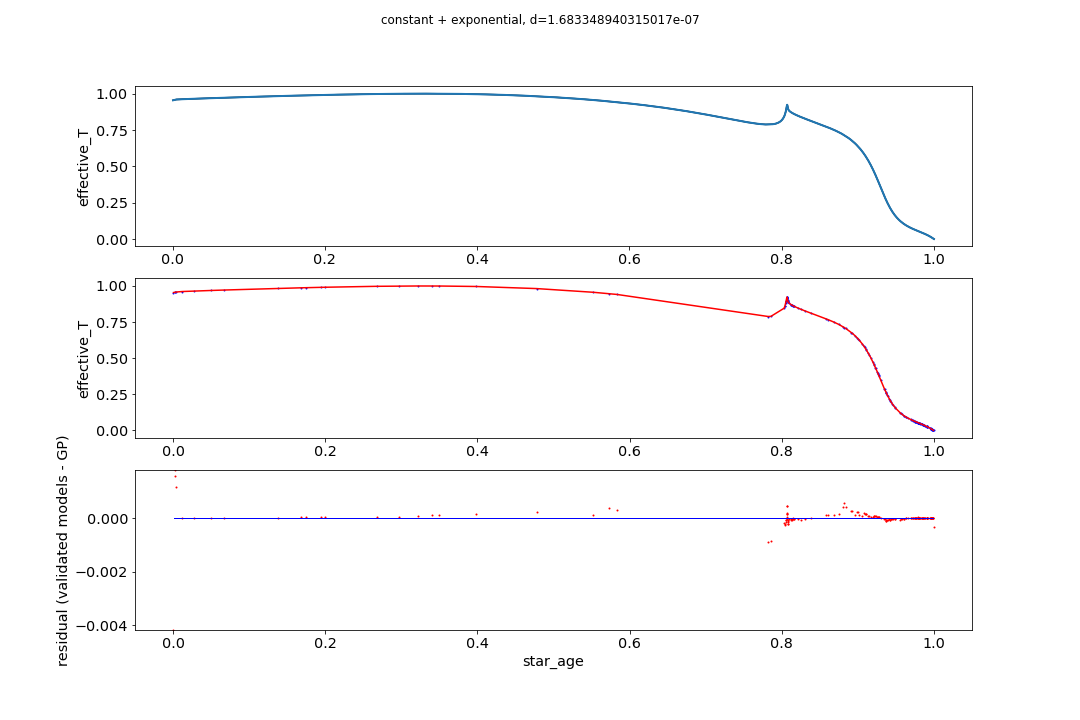 constant + exponential, d=1.683348940315017e-07
effective_T
1.00
0.75
0.50
0.25
0.00
0.0 0.2 0.4 0.6 0.8 1.0
effective_T
1.00
0.75
0.50
0.25
0.00
0.0 0.2 0.4 0.6 0.8 1.0
residual (validated models - GP)
0.000
−0.002
−0.004
0.0 0.2 0.4 0.6 0.8 1.0
star_age